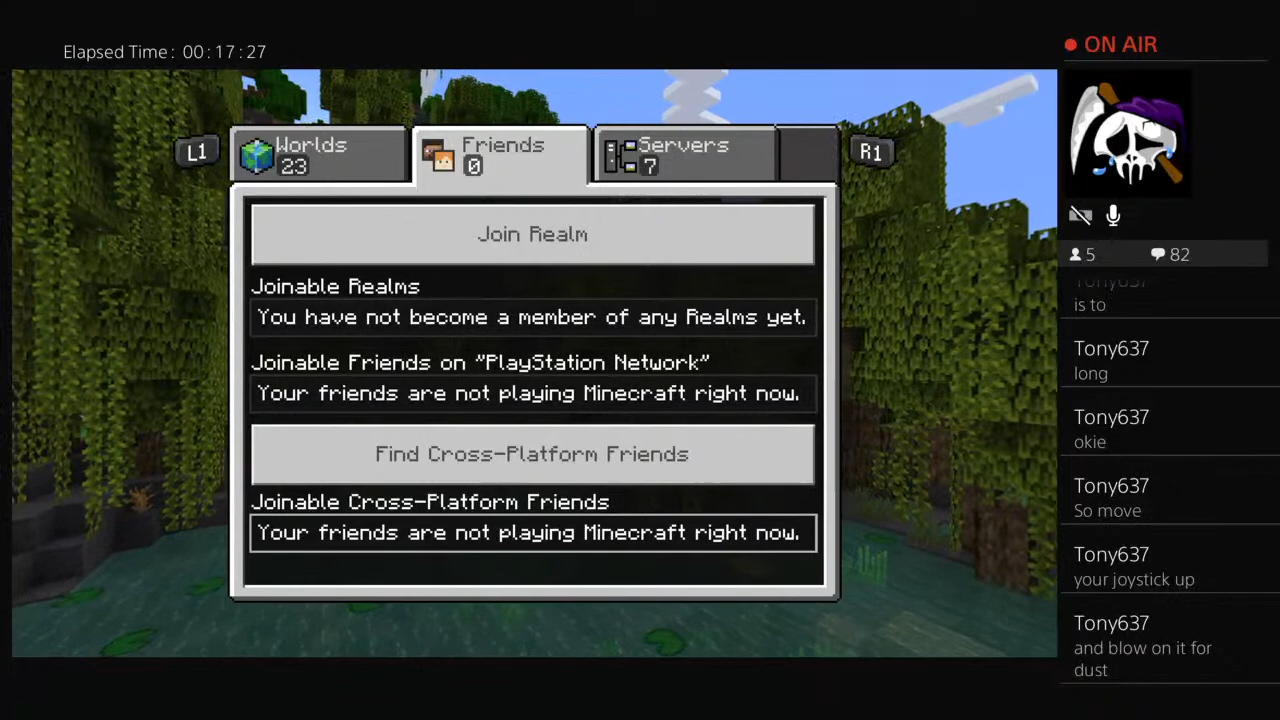 Elapsed Time: 00:17:27
ON AIR
L1
Worlds
23
Friends
0
Servers
7
R1
Join Realm
Joinable Realms
You have not become a member of any Realms yet.
Joinable Friends on "PlayStation Network"
Your friends are not playing Minecraft right now.
Find Cross-Platform Friends
Joinable Cross-Platform Friends
Your friends are not playing Minecraft right now.
5
82
Tony637
is to
Tony637
long
Tony637
okie
Tony637
So move
Tony637
your joystick up
Tony637
and blow on it for
dust